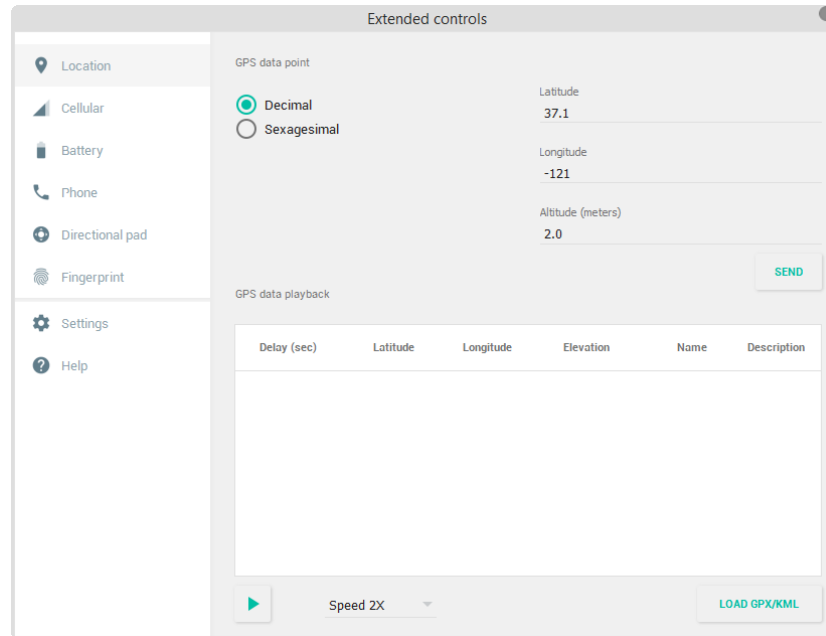 Extended controls
Location
Cellular
Battery
Phone
Directional pad
Fingerprint
Settings
Help
GPS data point
Decimal
Sexagesimal
Latitude
37.1
Longitude
-121
Altitude (meters)
2.0
SEND
GPS data playback
Delay (sec) Latitude Longitude Elevation Name Description
Speed 2X
LOAD GPX/KML